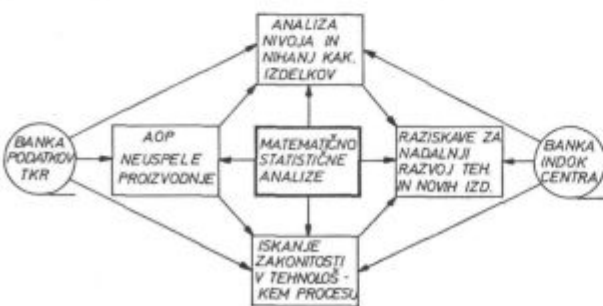 ANALIZA
NIVOJA IN
NIHANJ KAK.
IZDELKOV
BANKA
PODATKOV
TKR
AOP
NEUSPELE
PROIZVODNJE
MATEMATIČNO
STATISTIČNE
ANALIZE
RAZISKAVE ZA
NADALNJI
RAZVOJ TEH.
IN NOVIH IZD.
BANKA
INDOK
CENTRA
ISKANJE
ZAKONITOSTI
V TEHNOLOŠ-
KEM PROCESU